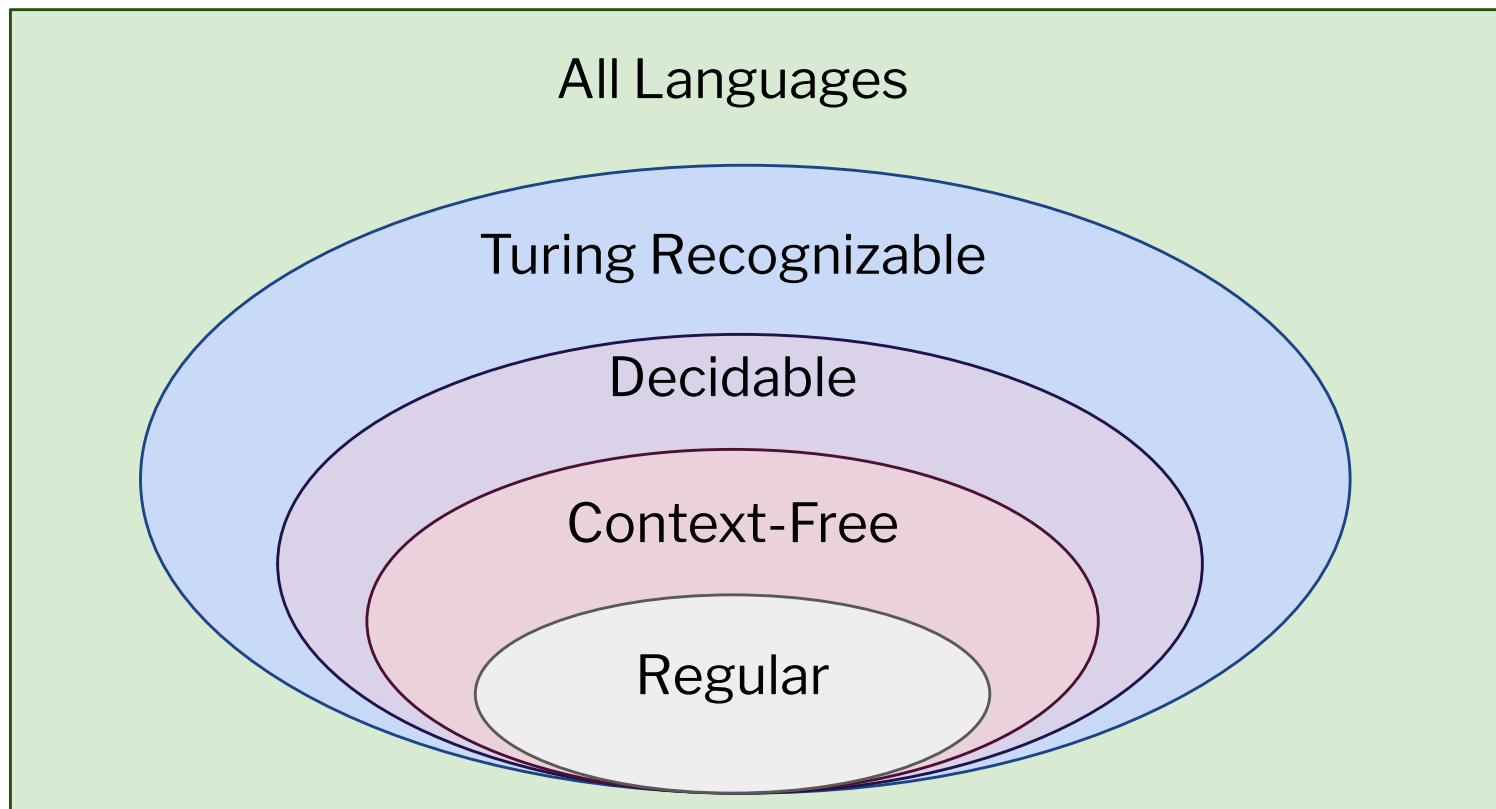 All Languages
Turing Recognizable
Decidable
Context-Free
Regular